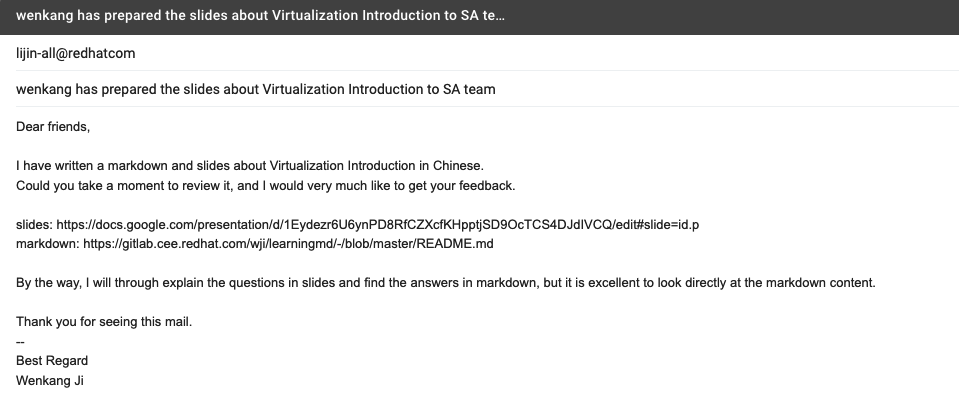 wenkang has prepared the slides about Virtualization Introduction to SA te...
lijin-all@redhatcom
wenkang has prepared the slides about Virtualization Introduction to SA team
Dear friends,
I have written a markdown and slides about Virtualization Introduction in Chinese.
Could you take a moment to review it, and I would very much like to get your feedback.
slides: https://docs.google.com/presentation/d/1Eydezr6U6ynPD8RfCZXcfKHpptjSD9OcTCS4DJdIVCQ/edit#slide=id.p
markdown: https://gitlab.cee.redhat.com/wji/learningmd/-/blob/master/README.md
By the way, I will through explain the questions in slides and find the answers in markdown, but it is excellent to look directly at the markdown content.
Thank you for seeing this mail.
--
Best Regard
Wenkang Ji